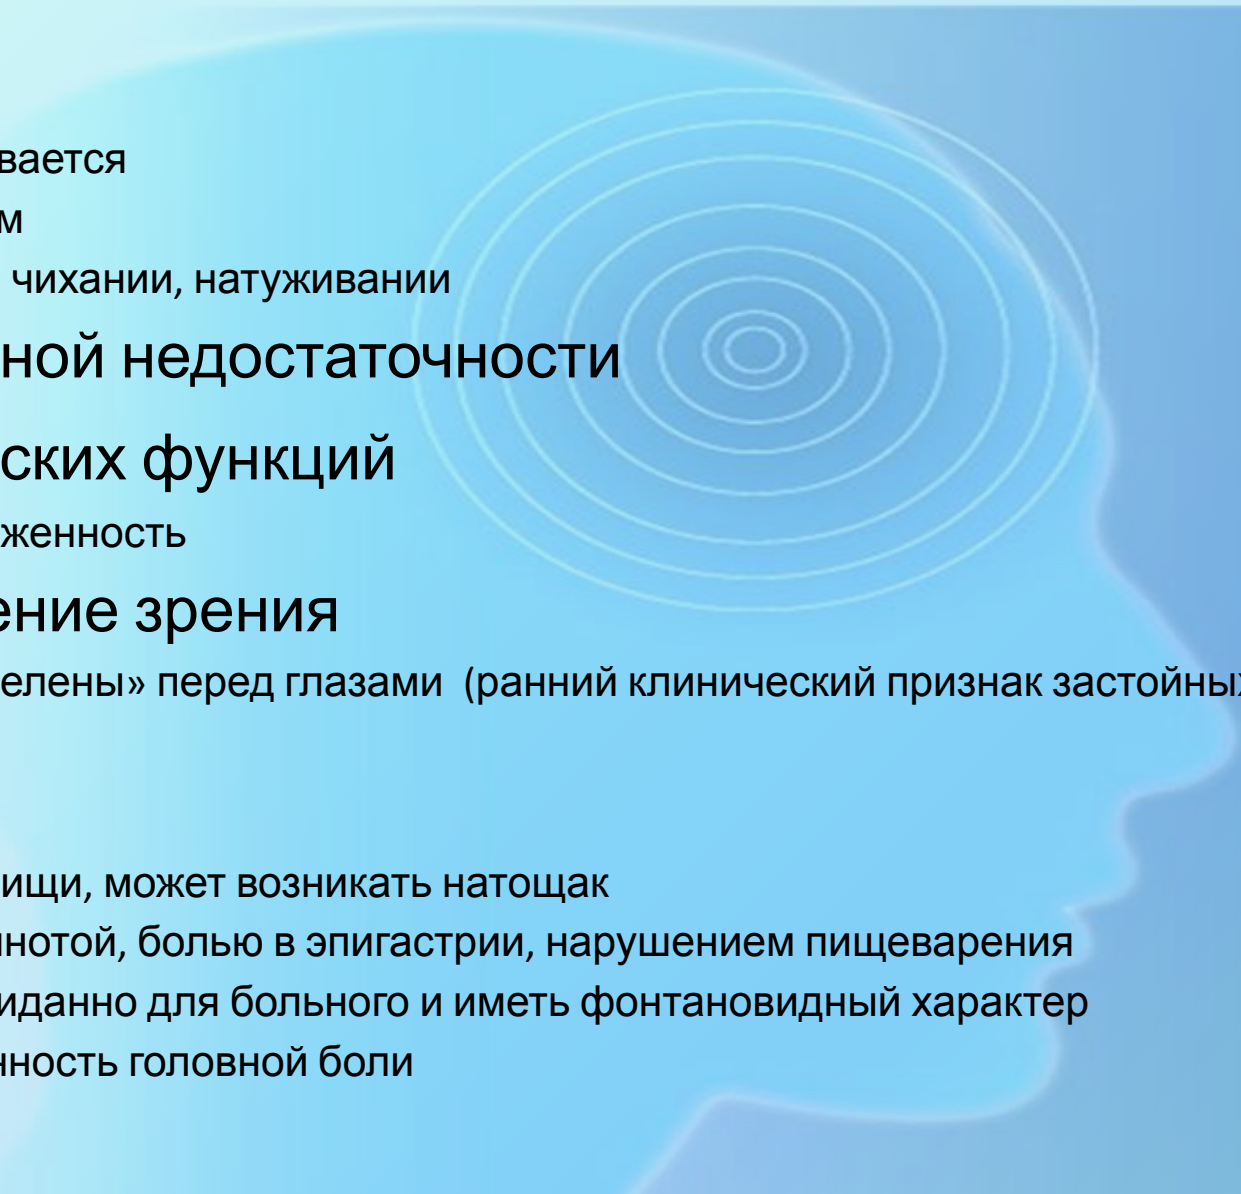 вается
м
чихании, натуживании
ной недостаточности
ских функций
женность
ение зрения
елены» перед глазами (ранний клинический признак застойных
ищи, может возникать натощак
нотой, болью в эпигастрии, нарушением пищеварения
иданно для больного и иметь фонтановидный характер
нность головной боли